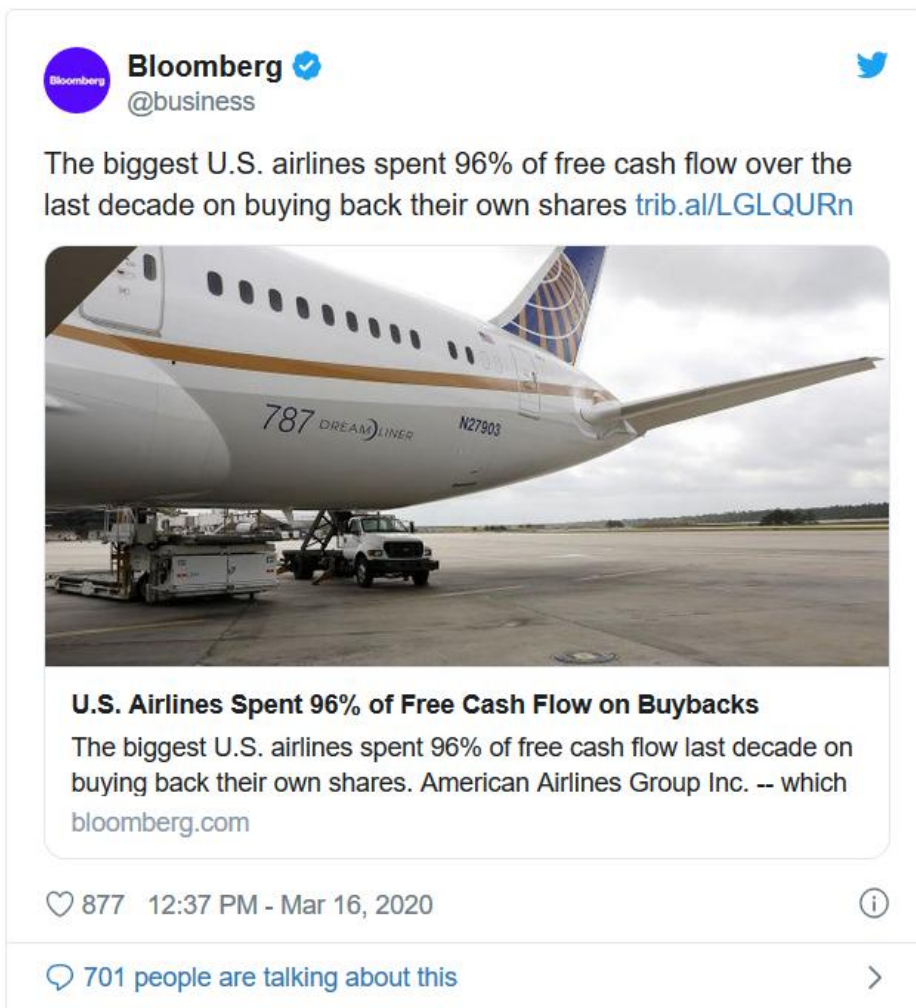 Bloomberg
Bloomberg
@business
The biggest U.S. airlines spent 96% of free cash flow over the
last decade on buying back their own shares trib.al/LGLQURn
787 DREAMLINER
N27903
U.S. Airlines Spent 96% of Free Cash Flow on Buybacks
The biggest U.S. airlines spent 96% of free cash flow last decade on
buying back their own shares. American Airlines Group Inc. -- which
bloomberg.com
877 12:37 PM - Mar 16, 2020
701 people are talking about this